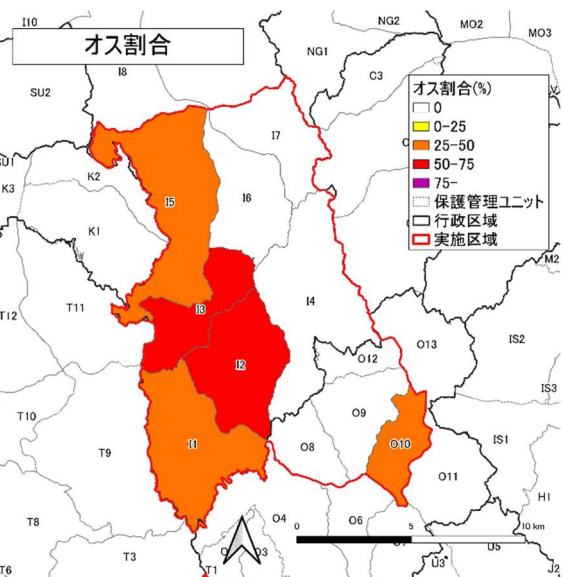 オス割合
I10
NG2
MO2
MO3
NG1
C3
I8
SU2
オス割合(%)
0
0-25
25-50
50-75
75-
保護管理ユニット
行政区域
実施区域
I7
K2
K3
I5
I6
K1
M2
T11
I3
I4
T12
O13
IS2
O12
I2
IS3
T10
O9
I1
O10
IS1
O8
T9
O11
H1
O4
O6
T8
T3
U5
U3
T6
T1
O3
J2
0
5
10 km